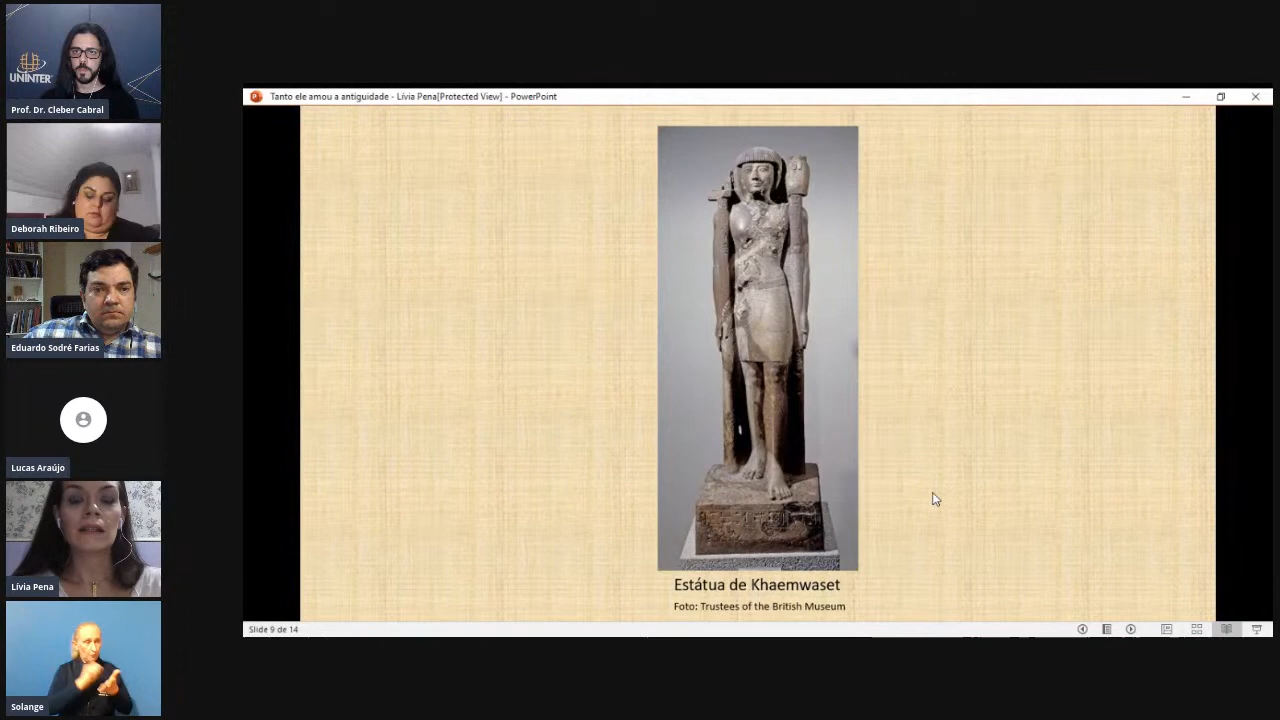 UNINTER
Prof. Dr. Cleber Cabral
Deborah Ribeiro
Eduardo Sodré Farias
Lucas Araújo
Lívia Pena
Solange
Tanto ele amou a antiguidade - Lívia Pena[Protected View] - PowerPoint
Estátua de Khaemwaset
Foto: Trustees of the British Museum
Slide 9 of 14